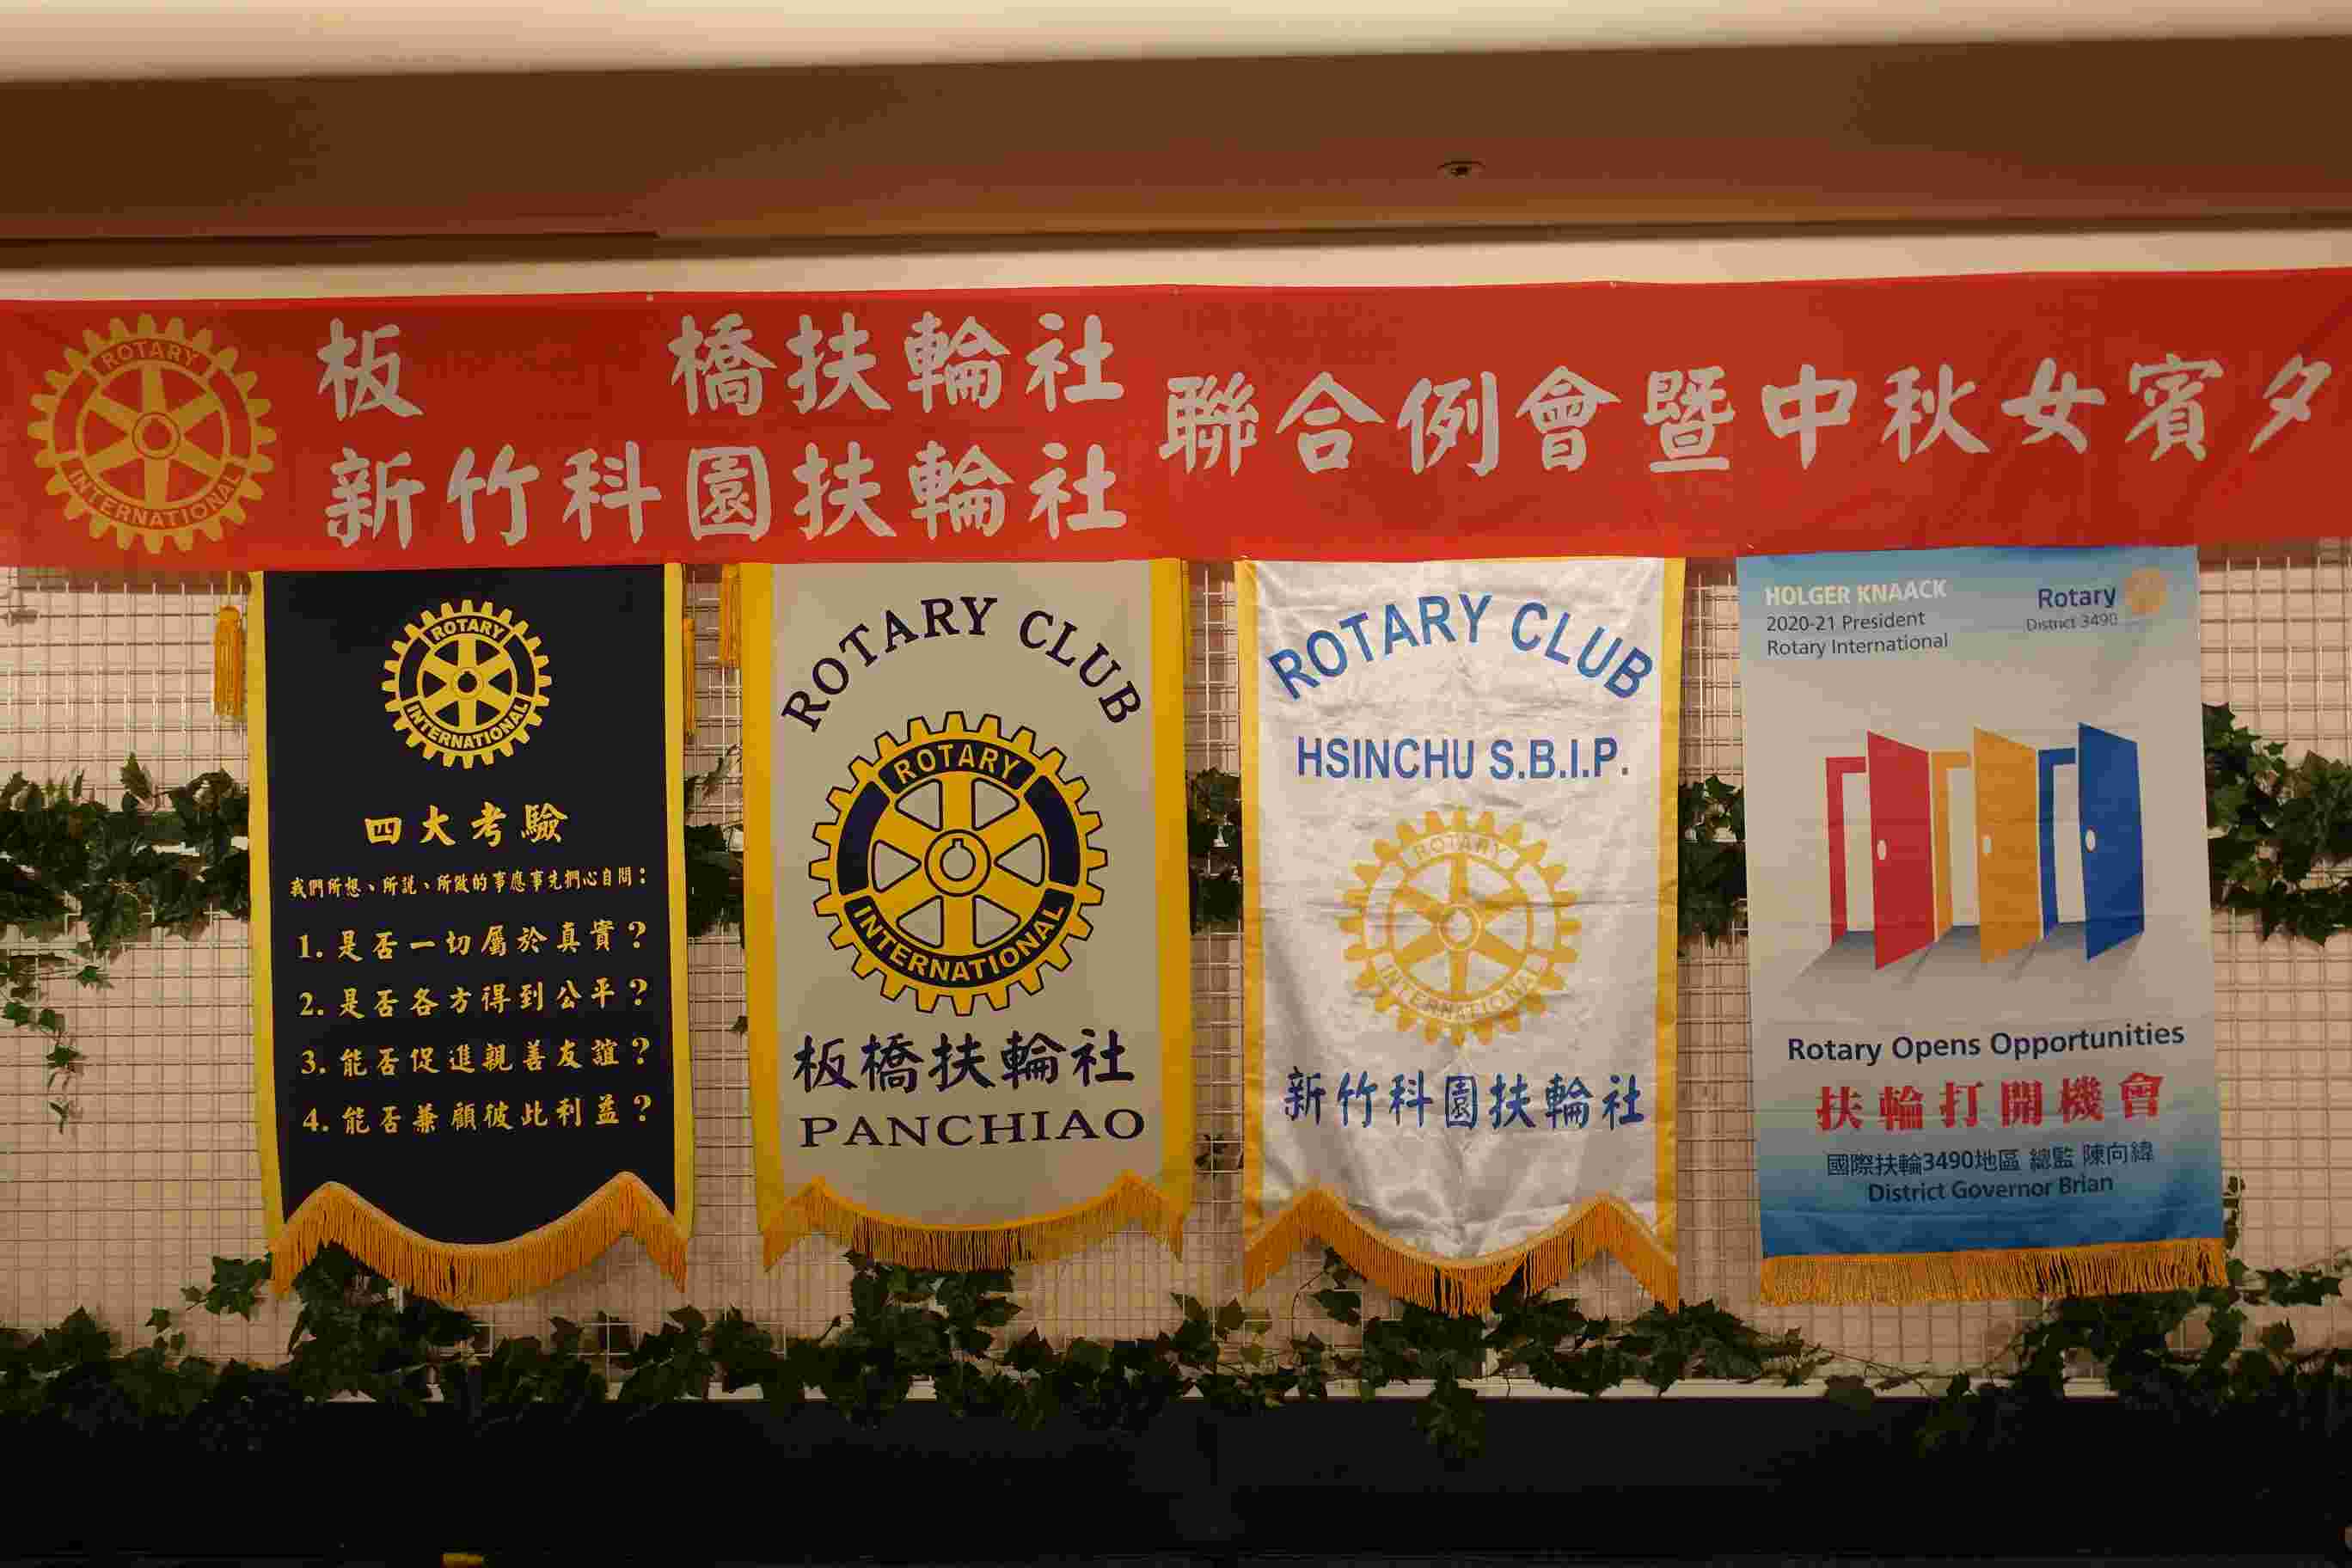 ROTARY
INTERNATIONAL
板橋扶輪社
新竹科園扶輪社
聯合例會暨中秋女賓夕
ROTARY
INTERNATIONAL
四大考驗
我們所想、所說、所做的事應事先捫心自問：
1. 是否一切屬於真實？
2. 是否各方得到公平？
3. 能否促進親善友誼？
4. 能否兼顧彼此利益？
ROTARY CLUB
ROTARY
INTERNATIONAL
板橋扶輪社
PANCHIAO
ROTARY CLUB
HSINCHU S.B.I.P.
ROTARY
INTERNATIONAL
新竹科園扶輪社
HOLGER KNAACK
2020-21 President
Rotary International
Rotary
District 3490
Rotary Opens Opportunities
扶輪打開機會
國際扶輪3490地區 總監 陳向緯
District Governor Brian